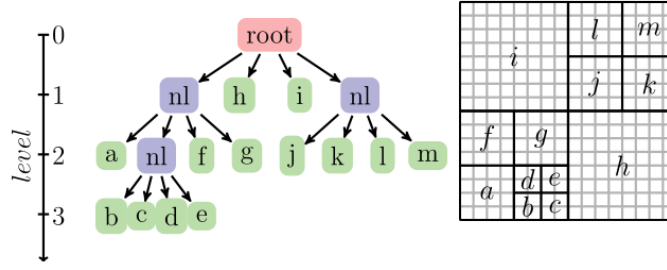 0 root
1 nl h i nl
2 a nl f g j k l m
3 b c d e
level
l m
i
j k
f g
h
a d e
b c